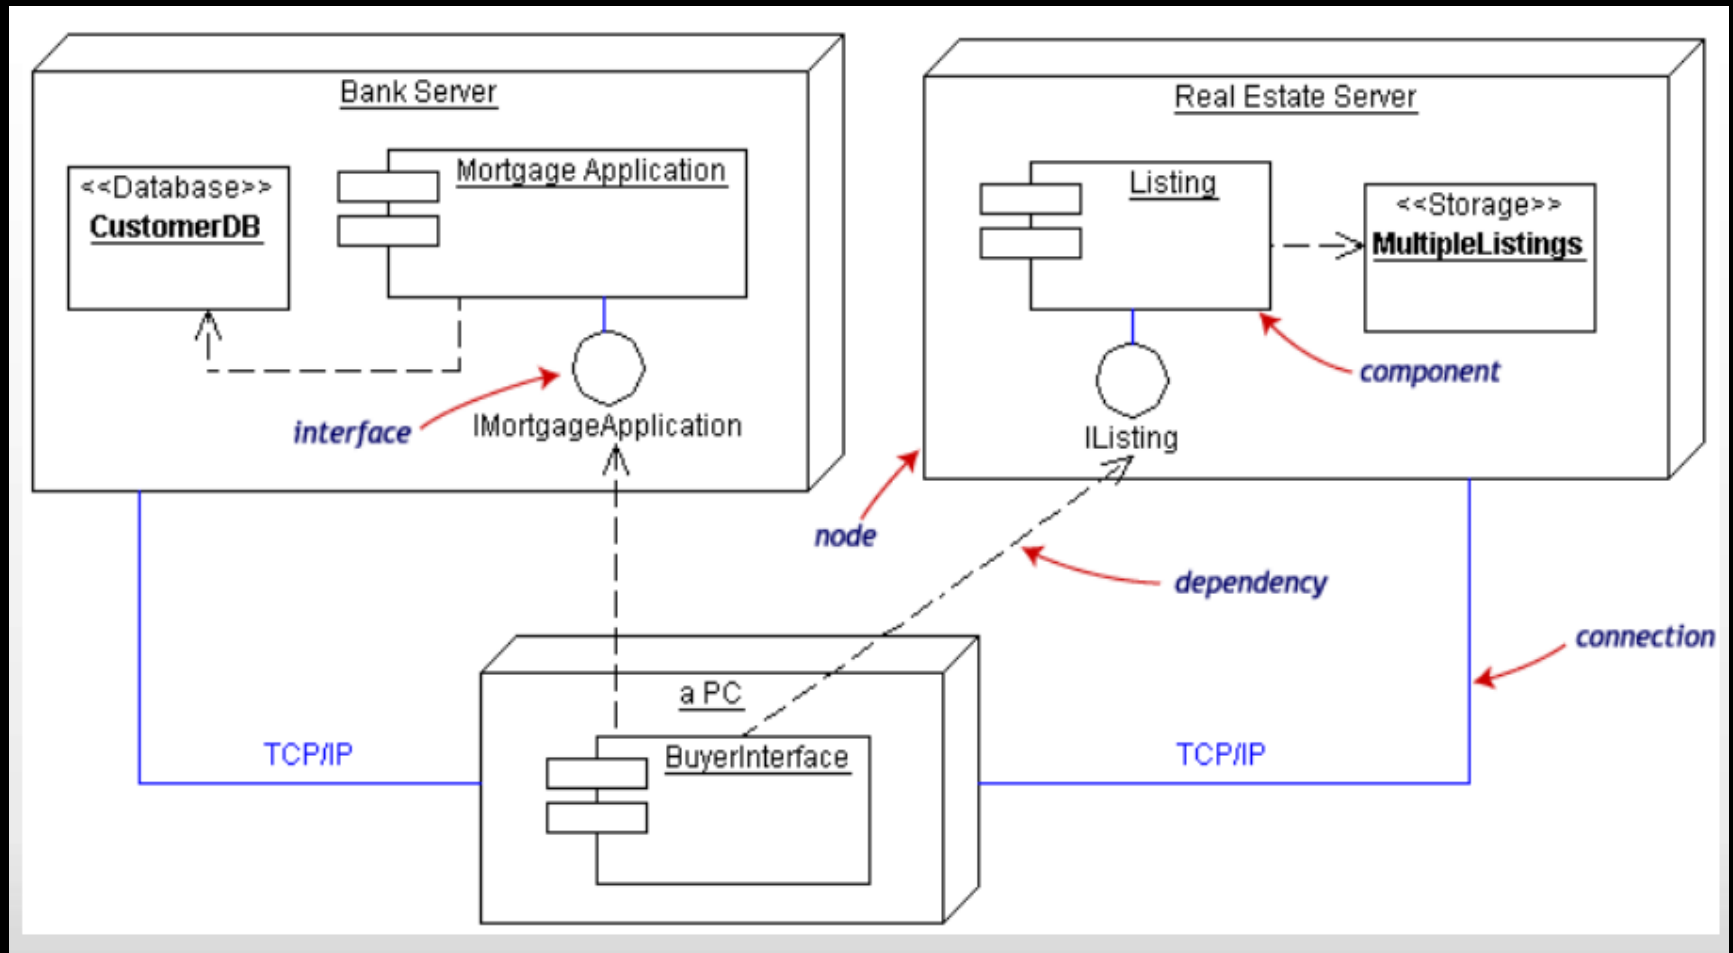 Bank Server
<<Database>>
CustomerDB
Mortgage Application
interface
IMortgageApplication
Real Estate Server
Listing
<<Storage>>
MultipleListings
component
IListing
node
dependency
connection
a PC
BuyerInterface
TCP/IP
TCP/IP